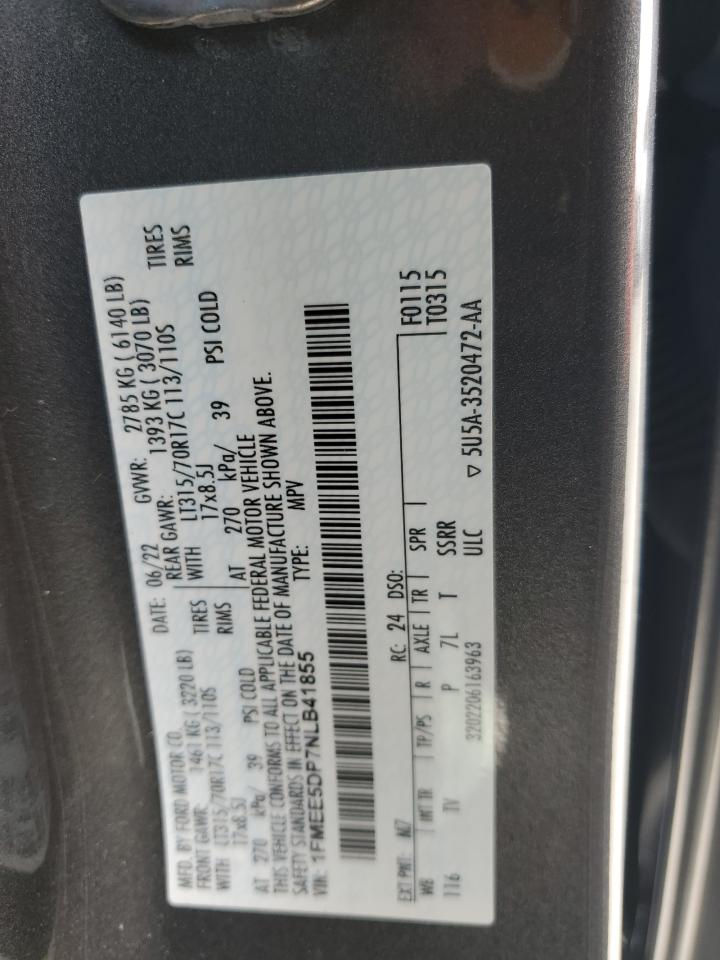 MFD. BY FORD MOTOR CO.
DATE: 06/22 GVWR: 2785 KG ( 6140 LB)
FRONT GAWR: 1461 KG ( 3220 LB) REAR GAWR: 1393 KG ( 3070 LB)
WITH LT315/70R17C 113/110S TIRES WITH LT315/70R17C 113/110S TIRES
17x8.5J RIMS 17x8.5J RIMS
AT 270 kPa/ 39 PSI COLD AT 270 kPa/ 39 PSI COLD
THIS VEHICLE CONFORMS TO ALL APPLICABLE FEDERAL MOTOR VEHICLE
SAFETY STANDARDS IN EFFECT ON THE DATE OF MANUFACTURE SHOWN ABOVE.
VIN: 1FMEE5DP7NLB41855 TYPE: MPV
F0115
T0315
EXT PNT: M7 RC: 24 DSO:
WB INT TR TP/PS R AXLE TR SPR
116 TV P 7L T SSRR
3202206163963 ULC
▽ 5U5A-3520472-AA